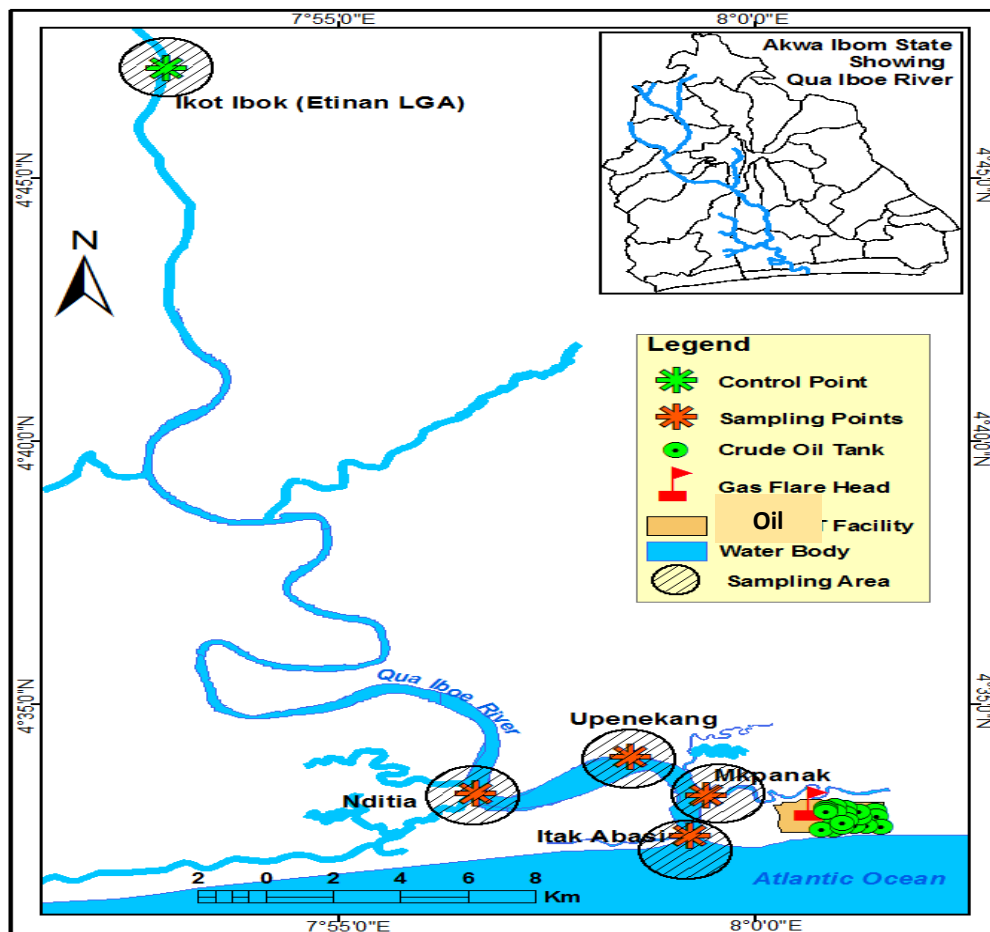 7°55'0"E
8°0'0"E
Akwa Ibom State
Showing
Qua Iboe River
Ikot Ibok (Etinan LGA)
4°45'0"N
4°45'0"N
N
Legend
Control Point
Sampling Points
Crude Oil Tank
Gas Flare Head
Oil T Facility
Water Body
Sampling Area
4°40'0"N
4°40'0"N
Qua Iboe River
4°35'0"N
4°35'0"N
Upenekang
Mkpanak
Nditia
Itak Abasi
2 0 2 4 6 8
Km
Atlantic Ocean
7°55'0"E
8°0'0"E